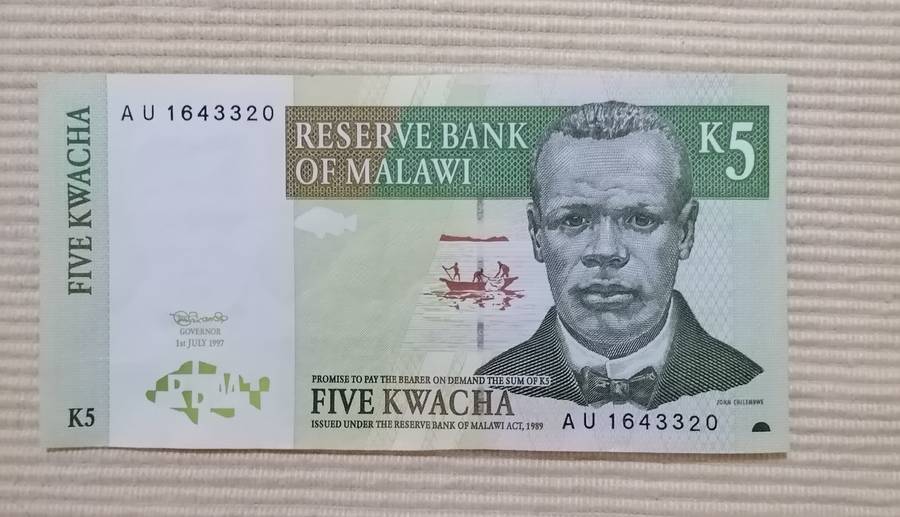 FIVE KWACHA
K5
AU 1643320
RESERVE BANK
OF MALAWI
K5
GOVERNOR
1st JULY 1997
PROMISE TO PAY THE BEARER ON DEMAND THE SUM OF K5
FIVE KWACHA
ISSUED UNDER THE RESERVE BANK OF MALAWI ACT, 1989
AU 1643320
JOHN CHILEMBWE